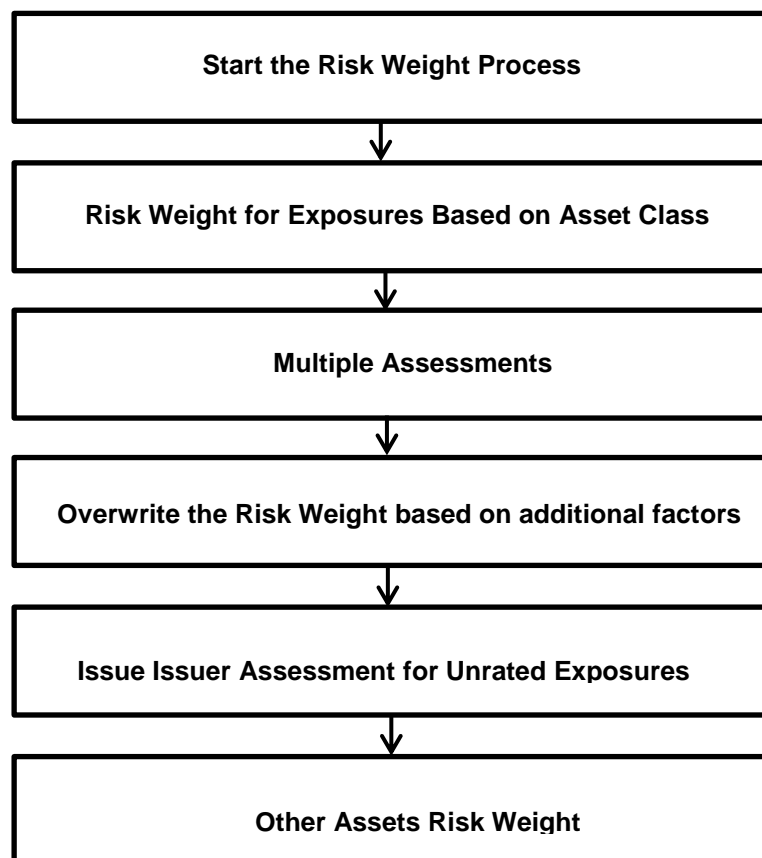 Start the Risk Weight Process
Risk Weight for Exposures Based on Asset Class
Multiple Assessments
Overwrite the Risk Weight based on additional factors
Issue Issuer Assessment for Unrated Exposures
Other Assets Risk Weight